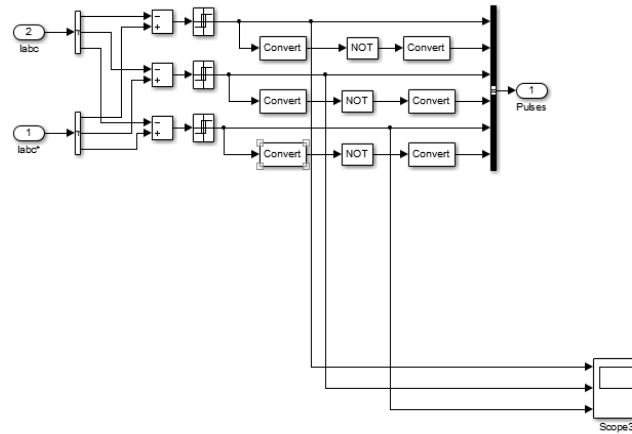 2
Iabc
Convert
NOT
Convert
1
Pulses
Convert
NOT
Convert
1
Iabc*
Convert
NOT
Convert
Scope3